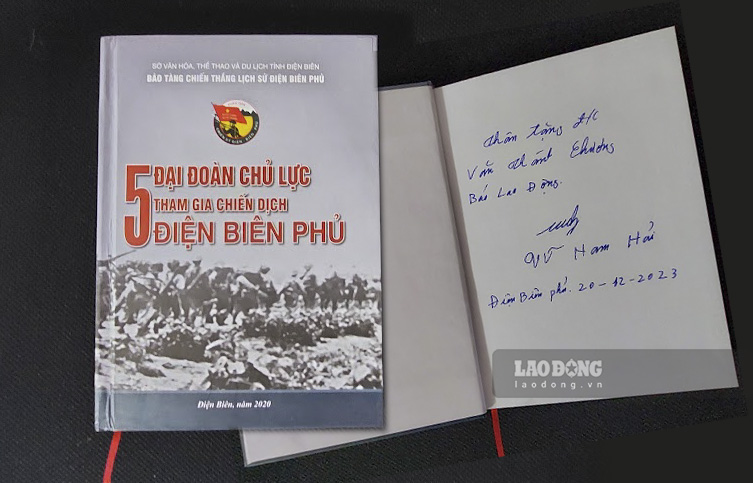 SỞ VĂN HÓA, THỂ THAO VÀ DU LỊCH TỈNH ĐIỆN BIÊN
BẢO TÀNG CHIẾN THẮNG LỊCH SỬ ĐIỆN BIÊN PHỦ
5 ĐẠI ĐOÀN CHỦ LỰC
THAM GIA CHIẾN DỊCH
ĐIỆN BIÊN PHỦ
Điện Biên, năm 2020
Thân tặng đ/c
Văn Thành Chương
Báo Lao Động.
Vũ Nam Hải
Điện Biên phủ. 20-12-2023
LAO ĐỘNG
laodong.vn